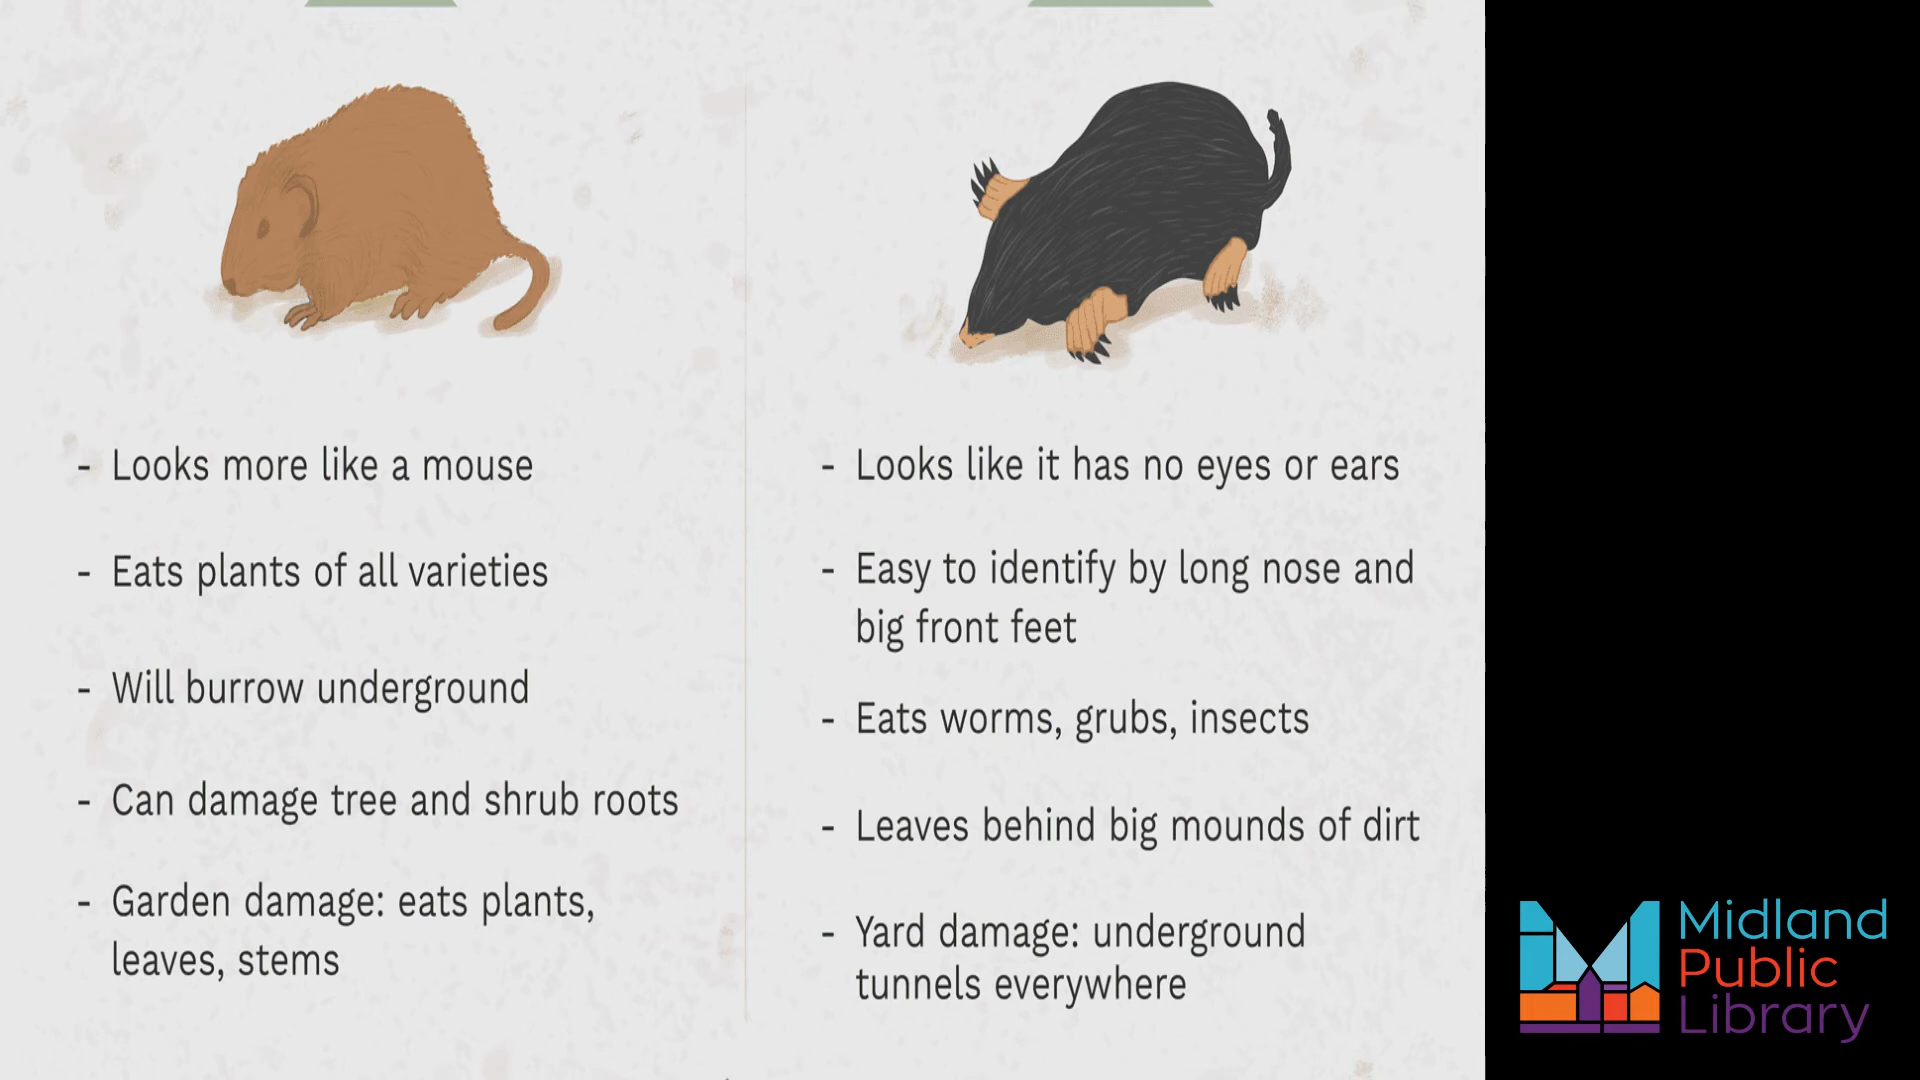 - Looks more like a mouse
- Eats plants of all varieties
- Will burrow underground
- Can damage tree and shrub roots
- Garden damage: eats plants,
leaves, stems
- Looks like it has no eyes or ears
- Easy to identify by long nose and
big front feet
- Eats worms, grubs, insects
- Leaves behind big mounds of dirt
- Yard damage: underground
tunnels everywhere
Midland
Public
Library